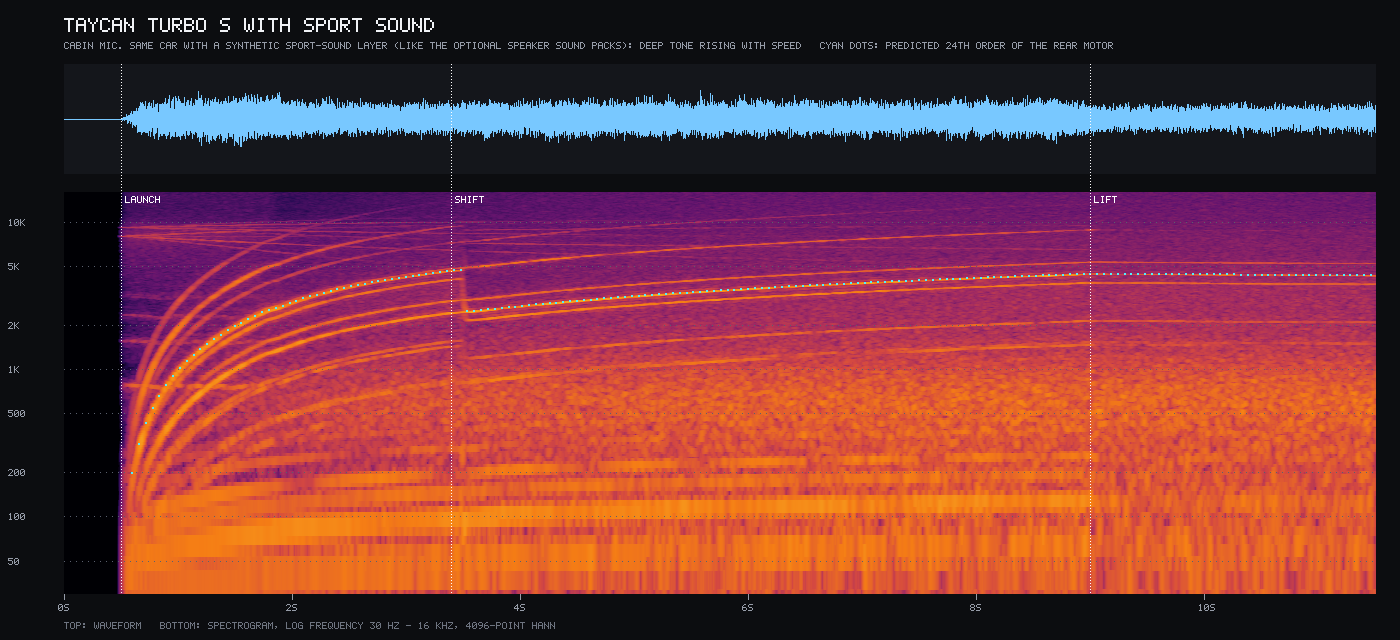 TAYCAN TURBO S WITH SPORT SOUND
CABIN MIC. SAME CAR WITH A SYNTHETIC SPORT-SOUND LAYER (LIKE THE OPTIONAL SPEAKER SOUND PACKS): DEEP TONE RISING WITH SPEED   CYAN DOTS: PREDICTED 24TH ORDER OF THE REAR MOTOR
LAUNCH SHIFT LIFT
10K
5K
2K
1K
500
200
100
50
0S 2S 4S 6S 8S 10S
TOP: WAVEFORM   BOTTOM: SPECTROGRAM, LOG FREQUENCY 30 HZ - 16 KHZ, 4096-POINT HANN